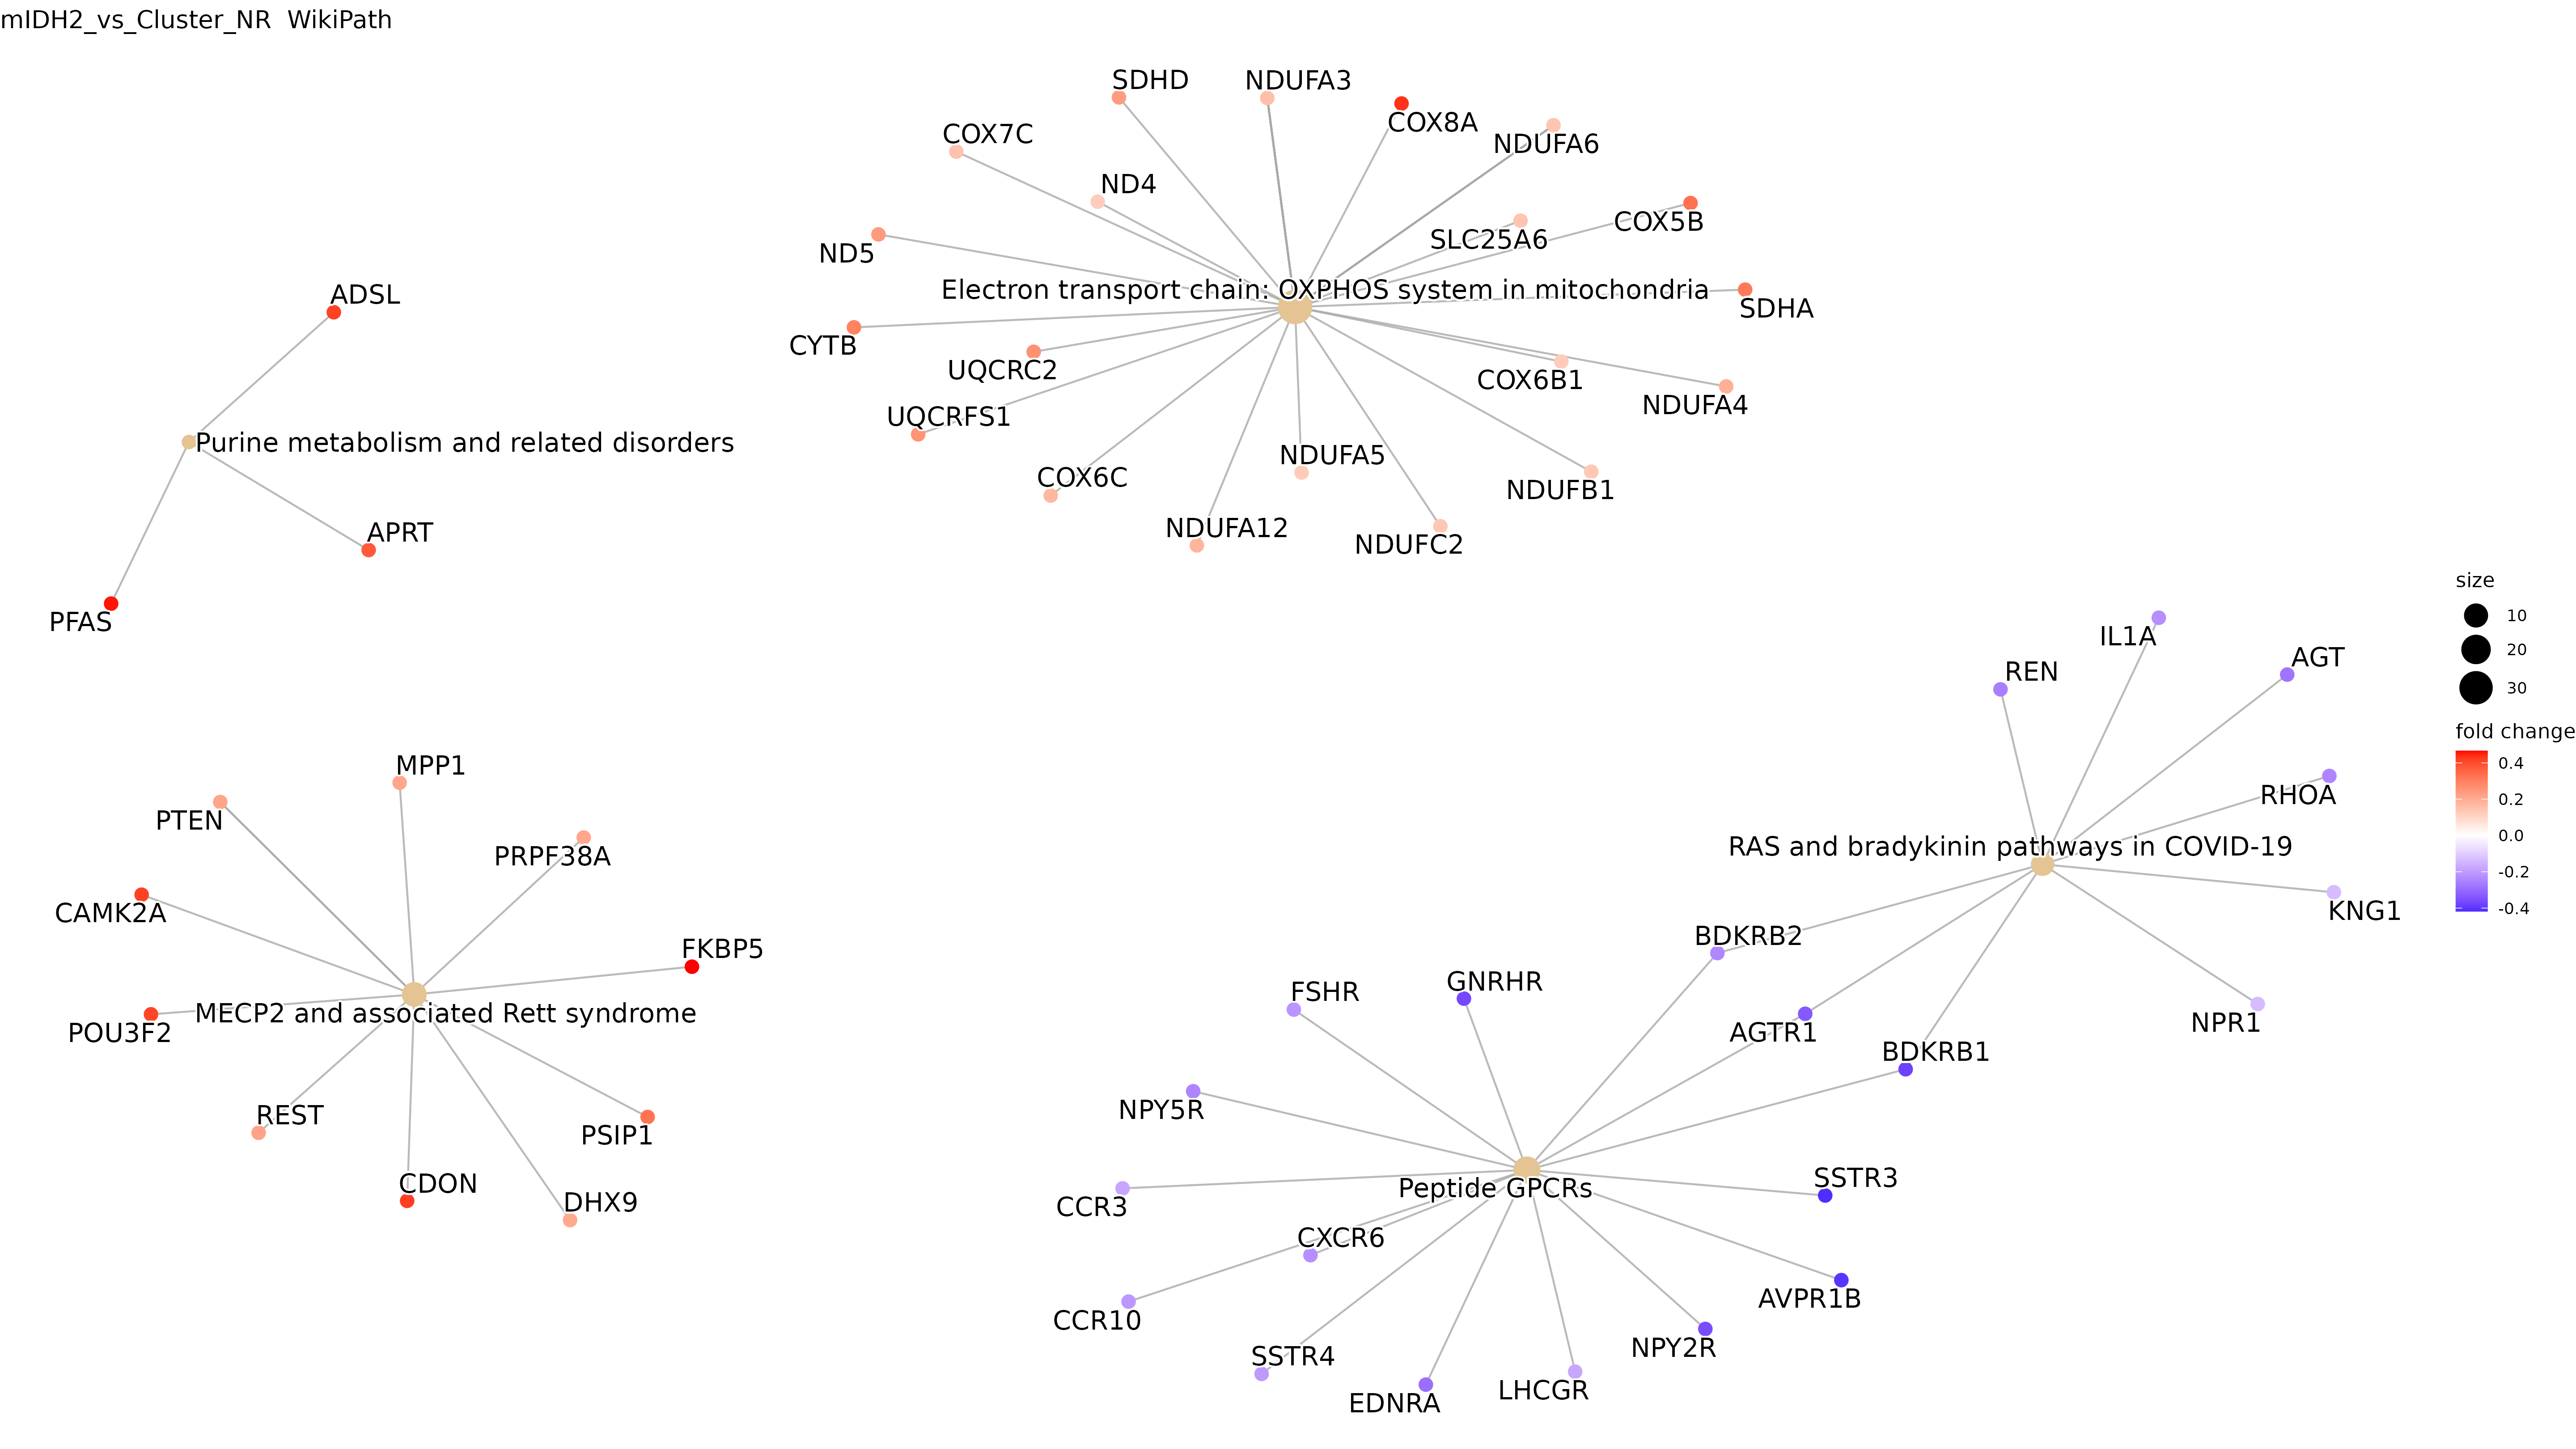 mIDH2_vs_Cluster_NR  WikiPath
SDHD
NDUFA3
COX8A
COX7C
NDUFA6
ND4
COX5B
SLC25A6
ND5
Electron transport chain: OXPHOS system in mitochondria
SDHA
CYTB
UQCRC2
COX6B1
NDUFA4
UQCRFS1
NDUFA5
COX6C
NDUFB1
NDUFA12
NDUFC2
ADSL
Purine metabolism and related disorders
APRT
PFAS
MPP1
PTEN
PRPF38A
CAMK2A
FKBP5
MECP2 and associated Rett syndrome
POU3F2
REST
PSIP1
CDON
DHX9
IL1A
AGT
REN
RHOA
RAS and bradykinin pathways in COVID-19
KNG1
BDKRB2
NPR1
AGTR1
BDKRB1
FSHR
GNRHR
NPY5R
SSTR3
Peptide GPCRs
CCR3
CXCR6
AVPR1B
CCR10
NPY2R
SSTR4
LHCGR
EDNRA
size
10
20
30
fold change
0.4
0.2
0.0
-0.2
-0.4